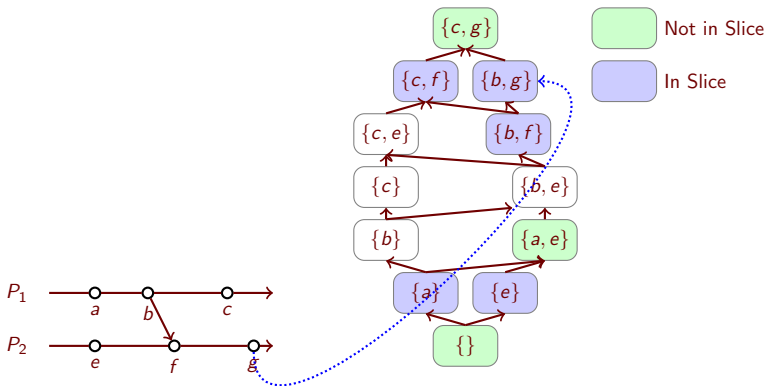 {c, g}
Not in Slice
{c, f}
{b, g}
In Slice
{c, e}
{b, f}
{c}
{b, e}
{b}
{a, e}
P1
a
b
c
{a}
{e}
P2
e
f
g
{}